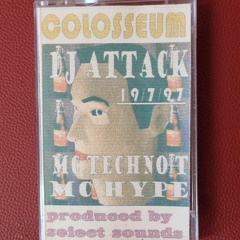 COLOSSEUM
DJ ATTACK
19/7/97
MC TECHNO T
MC HYPE
produced by
select sounds